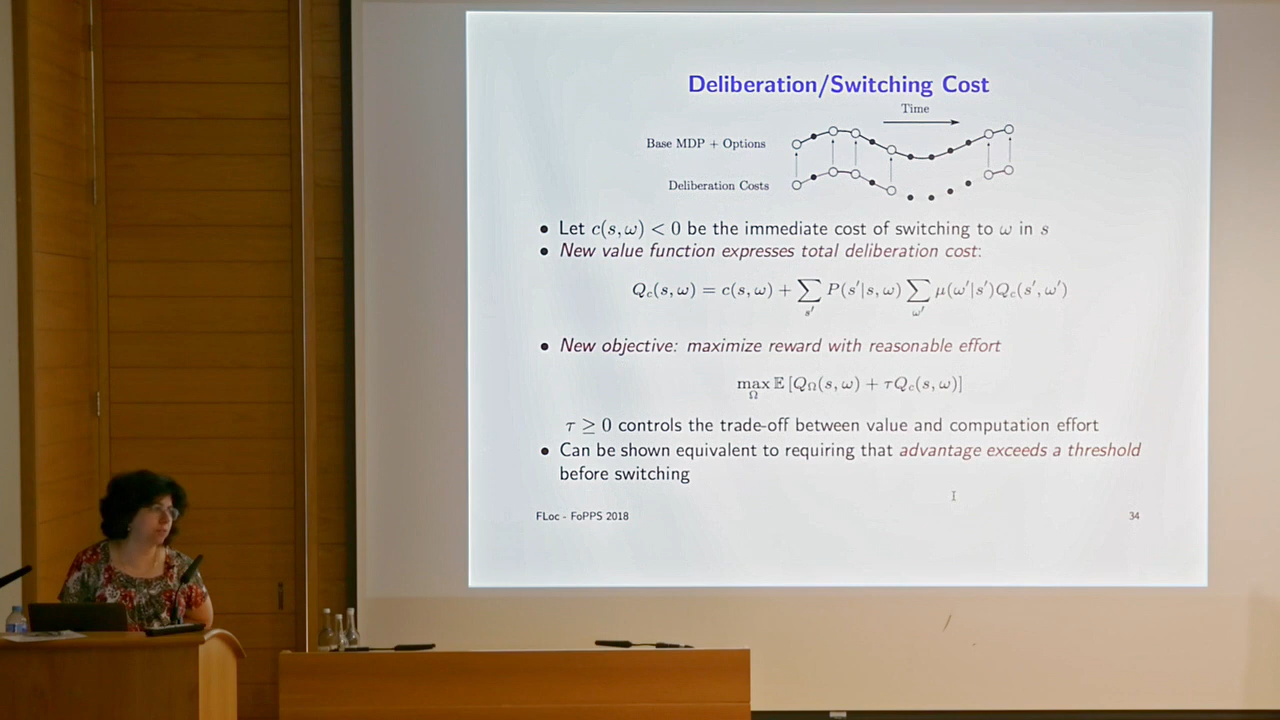 Deliberation/Switching Cost
Time
Base MDP + Options
Deliberation Costs
• Let c(s, ω) < 0 be the immediate cost of switching to ω in s
• New value function expresses total deliberation cost:
Q_c(s, ω) = c(s, ω) + ∑_{s′} P(s′|s, ω) ∑_{ω′} μ(ω′|s′)Q_c(s′, ω′)
• New objective: maximize reward with reasonable effort
max_Ω 𝔼 [Q_Ω(s, ω) + τQ_c(s, ω)]
τ ≥ 0 controls the trade-off between value and computation effort
• Can be shown equivalent to requiring that advantage exceeds a threshold
before switching
FLoc - FoPPS 2018
34